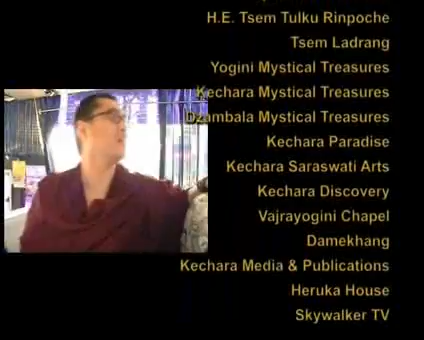 H.E. Tsem Tulku Rinpoche
Tsem Ladrang
Yogini Mystical Treasures
Kechara Mystical Treasures
Dzambala Mystical Treasures
Kechara Paradise
Kechara Saraswati Arts
Kechara Discovery
Vajrayogini Chapel
Damekhang
Kechara Media & Publications
Heruka House
Skywalker TV